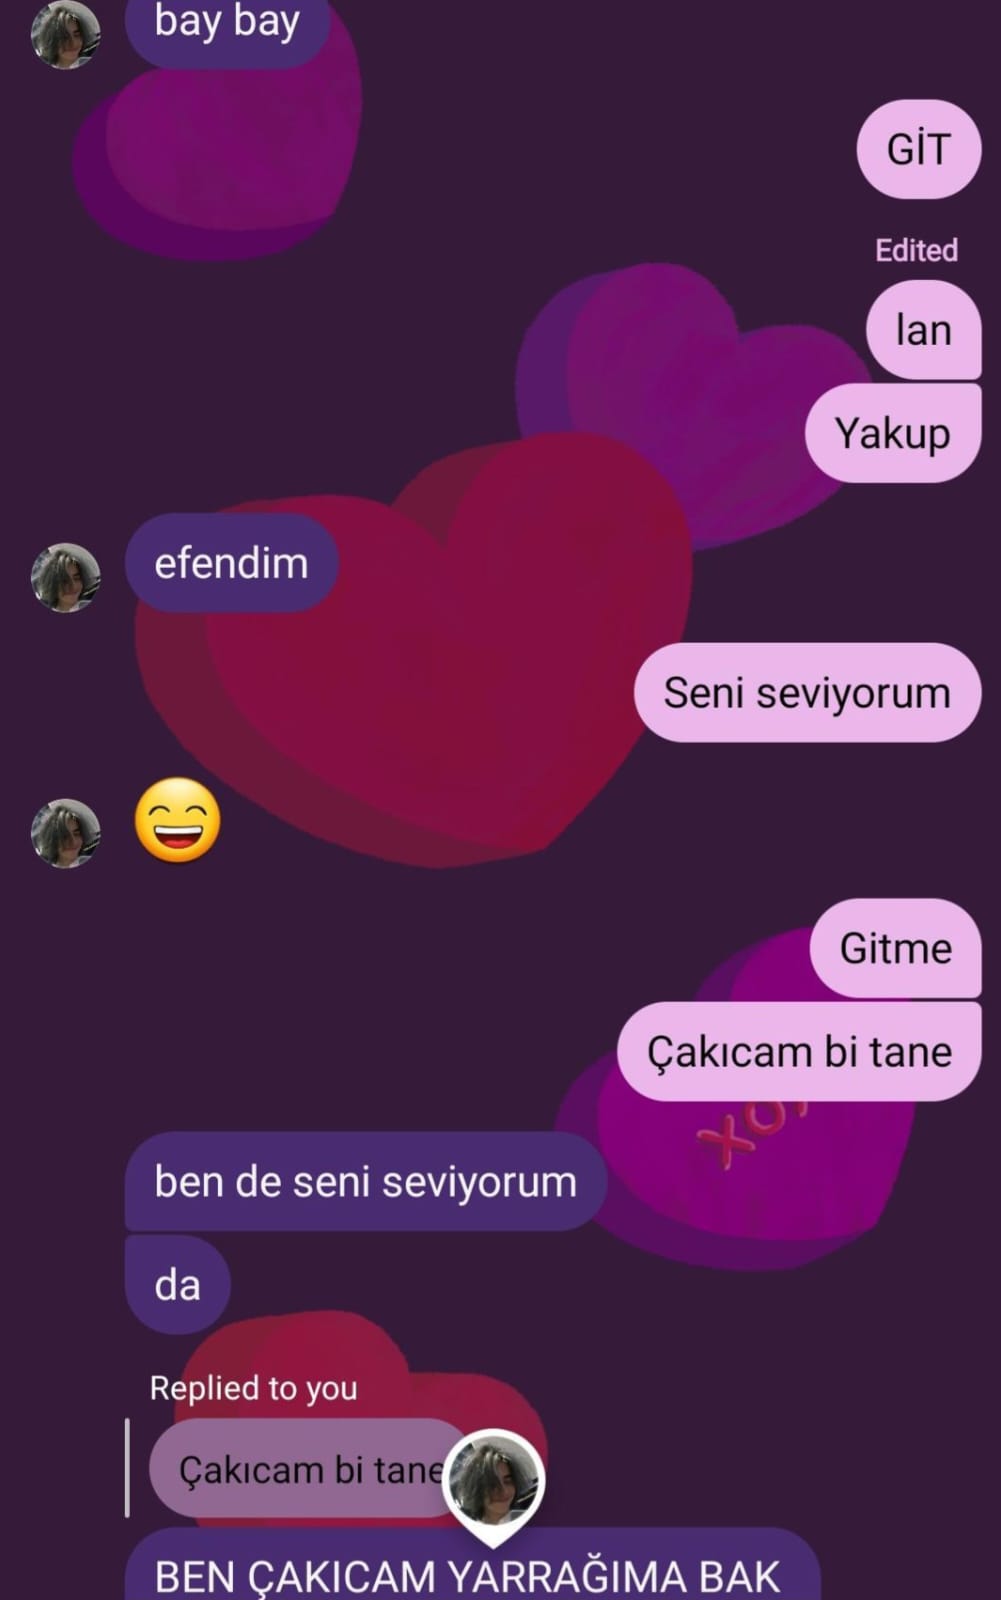 bay bay
GİT
Edited
lan
Yakup
efendim
Seni seviyorum
Gitme
Çakıcam bi tane
XO
ben de seni seviyorum
da
Replied to you
Çakıcam bi tane
BEN ÇAKICAM YARRAĞIMA BAK